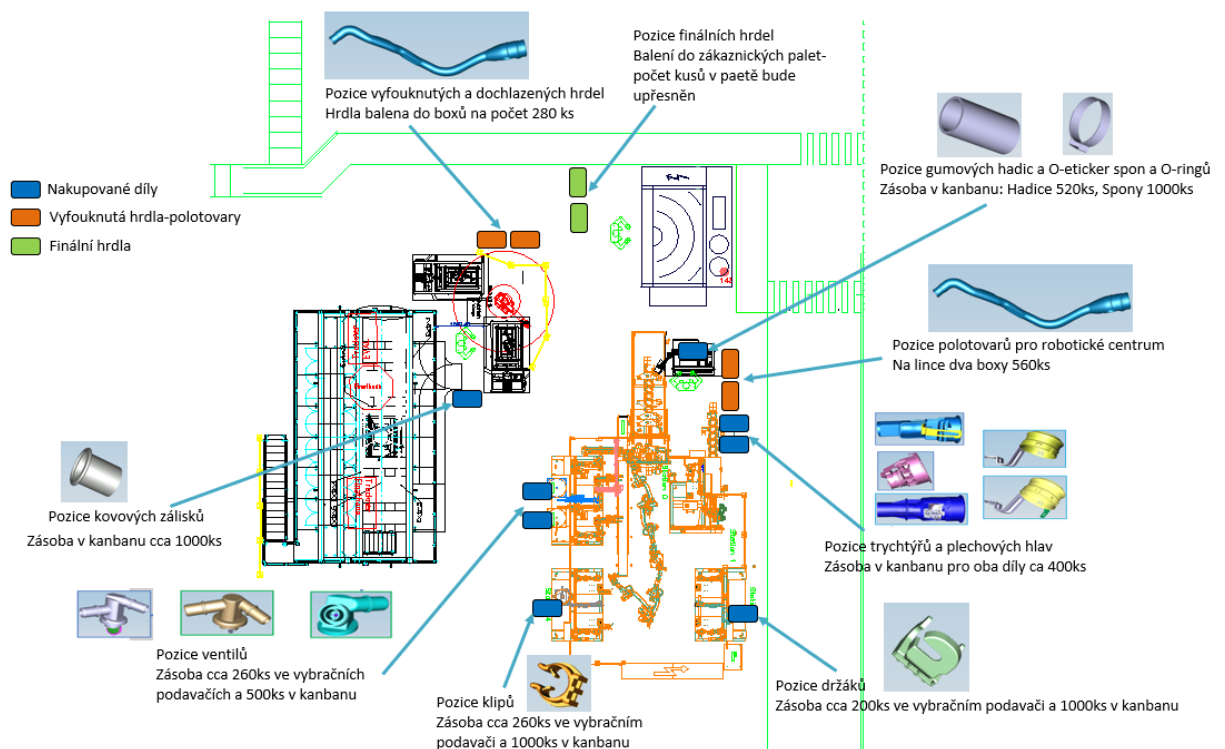 Pozice vyfouknutých a dochlazených hrdel
Hrdla balena do boxů na počet 280 ks
Pozice finálních hrdel
Balení do zákaznických palet-
počet kusů v paetě bude
upřesněn
Pozice gumových hadic a O-eticker spon a O-ringů
Zásoba v kanbanu: Hadice 520ks, Spony 1000ks
Nakupované díly
Vyfouknutá hrdla-polotovary
Finální hrdla
Pozice polotovarů pro robotické centrum
Na lince dva boxy 560ks
Pozice kovových zálisků
Zásoba v kanbanu cca 1000ks
Pozice trychtýřů a plechových hlav
Zásoba v kanbanu pro oba díly ca 400ks
Pozice ventilů
Zásoba cca 260ks ve vybračních
podavačích a 500ks v kanbanu
Pozice klipů
Zásoba cca 260ks ve vybračním
podavači a 1000ks v kanbanu
Pozice držáků
Zásoba cca 200ks ve vybračním podavači a 1000ks v kanbanu
Station 1